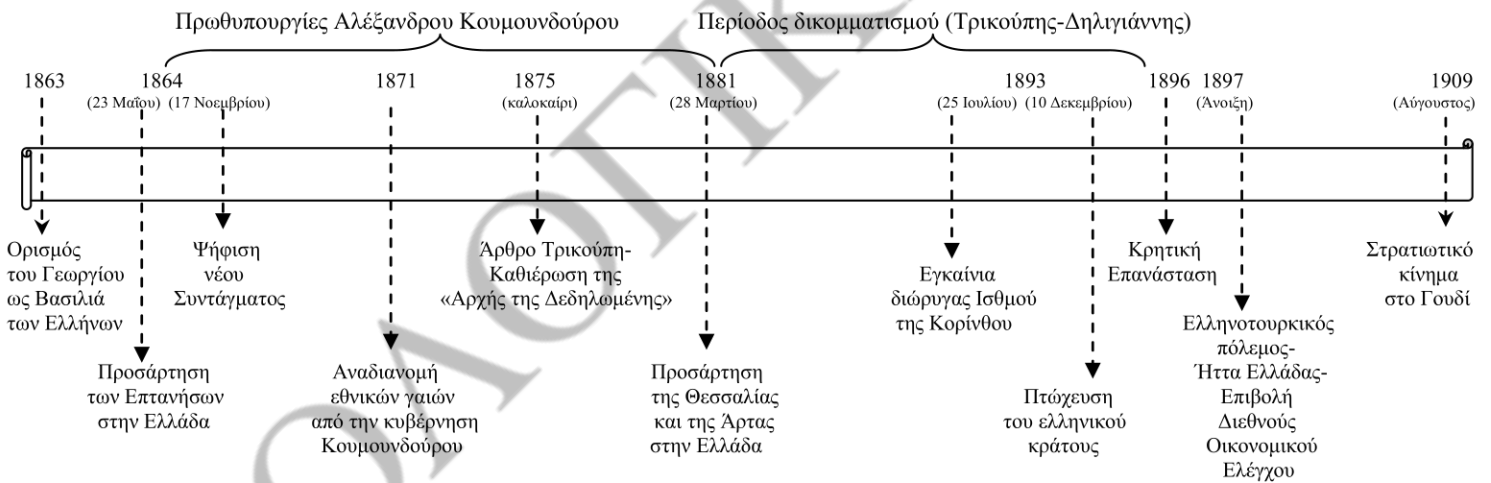 Πρωθυπουργίες Αλέξανδρου Κουμουνδούρου
Περίοδος δικομματισμού (Τρικούπης-Δηλιγιάννης)
1863
1864
1871
1875
1881
1893
1896
1897
1909
(23 Μαΐου) (17 Νοεμβρίου)
(καλοκαίρι)
(28 Μαρτίου)
(25 Ιουλίου) (10 Δεκεμβρίου)
(Άνοιξη)
(Αύγουστος)
Ορισμός
του Γεωργίου
ως Βασιλιά
των Ελλήνων
Ψήφιση
νέου
Συντάγματος
Άρθρο Τρικούπη-
Καθιέρωση της
«Αρχής της Δεδηλωμένης»
Εγκαίνια
διώρυγας Ισθμού
της Κορίνθου
Κρητική
Επανάσταση
Στρατιωτικό
κίνημα
στο Γουδί
Προσάρτηση
των Επτανήσων
στην Ελλάδα
Αναδιανομή
εθνικών γαιών
από την κυβέρνηση
Κουμουνδούρου
Προσάρτηση
της Θεσσαλίας
και της Άρτας
στην Ελλάδα
Πτώχευση
του ελληνικού
κράτους
Ελληνοτουρκικός
πόλεμος-
Ήττα Ελλάδας-
Επιβολή
Διεθνούς
Οικονομικού
Ελέγχου
ΟΛΟΓΙΚ